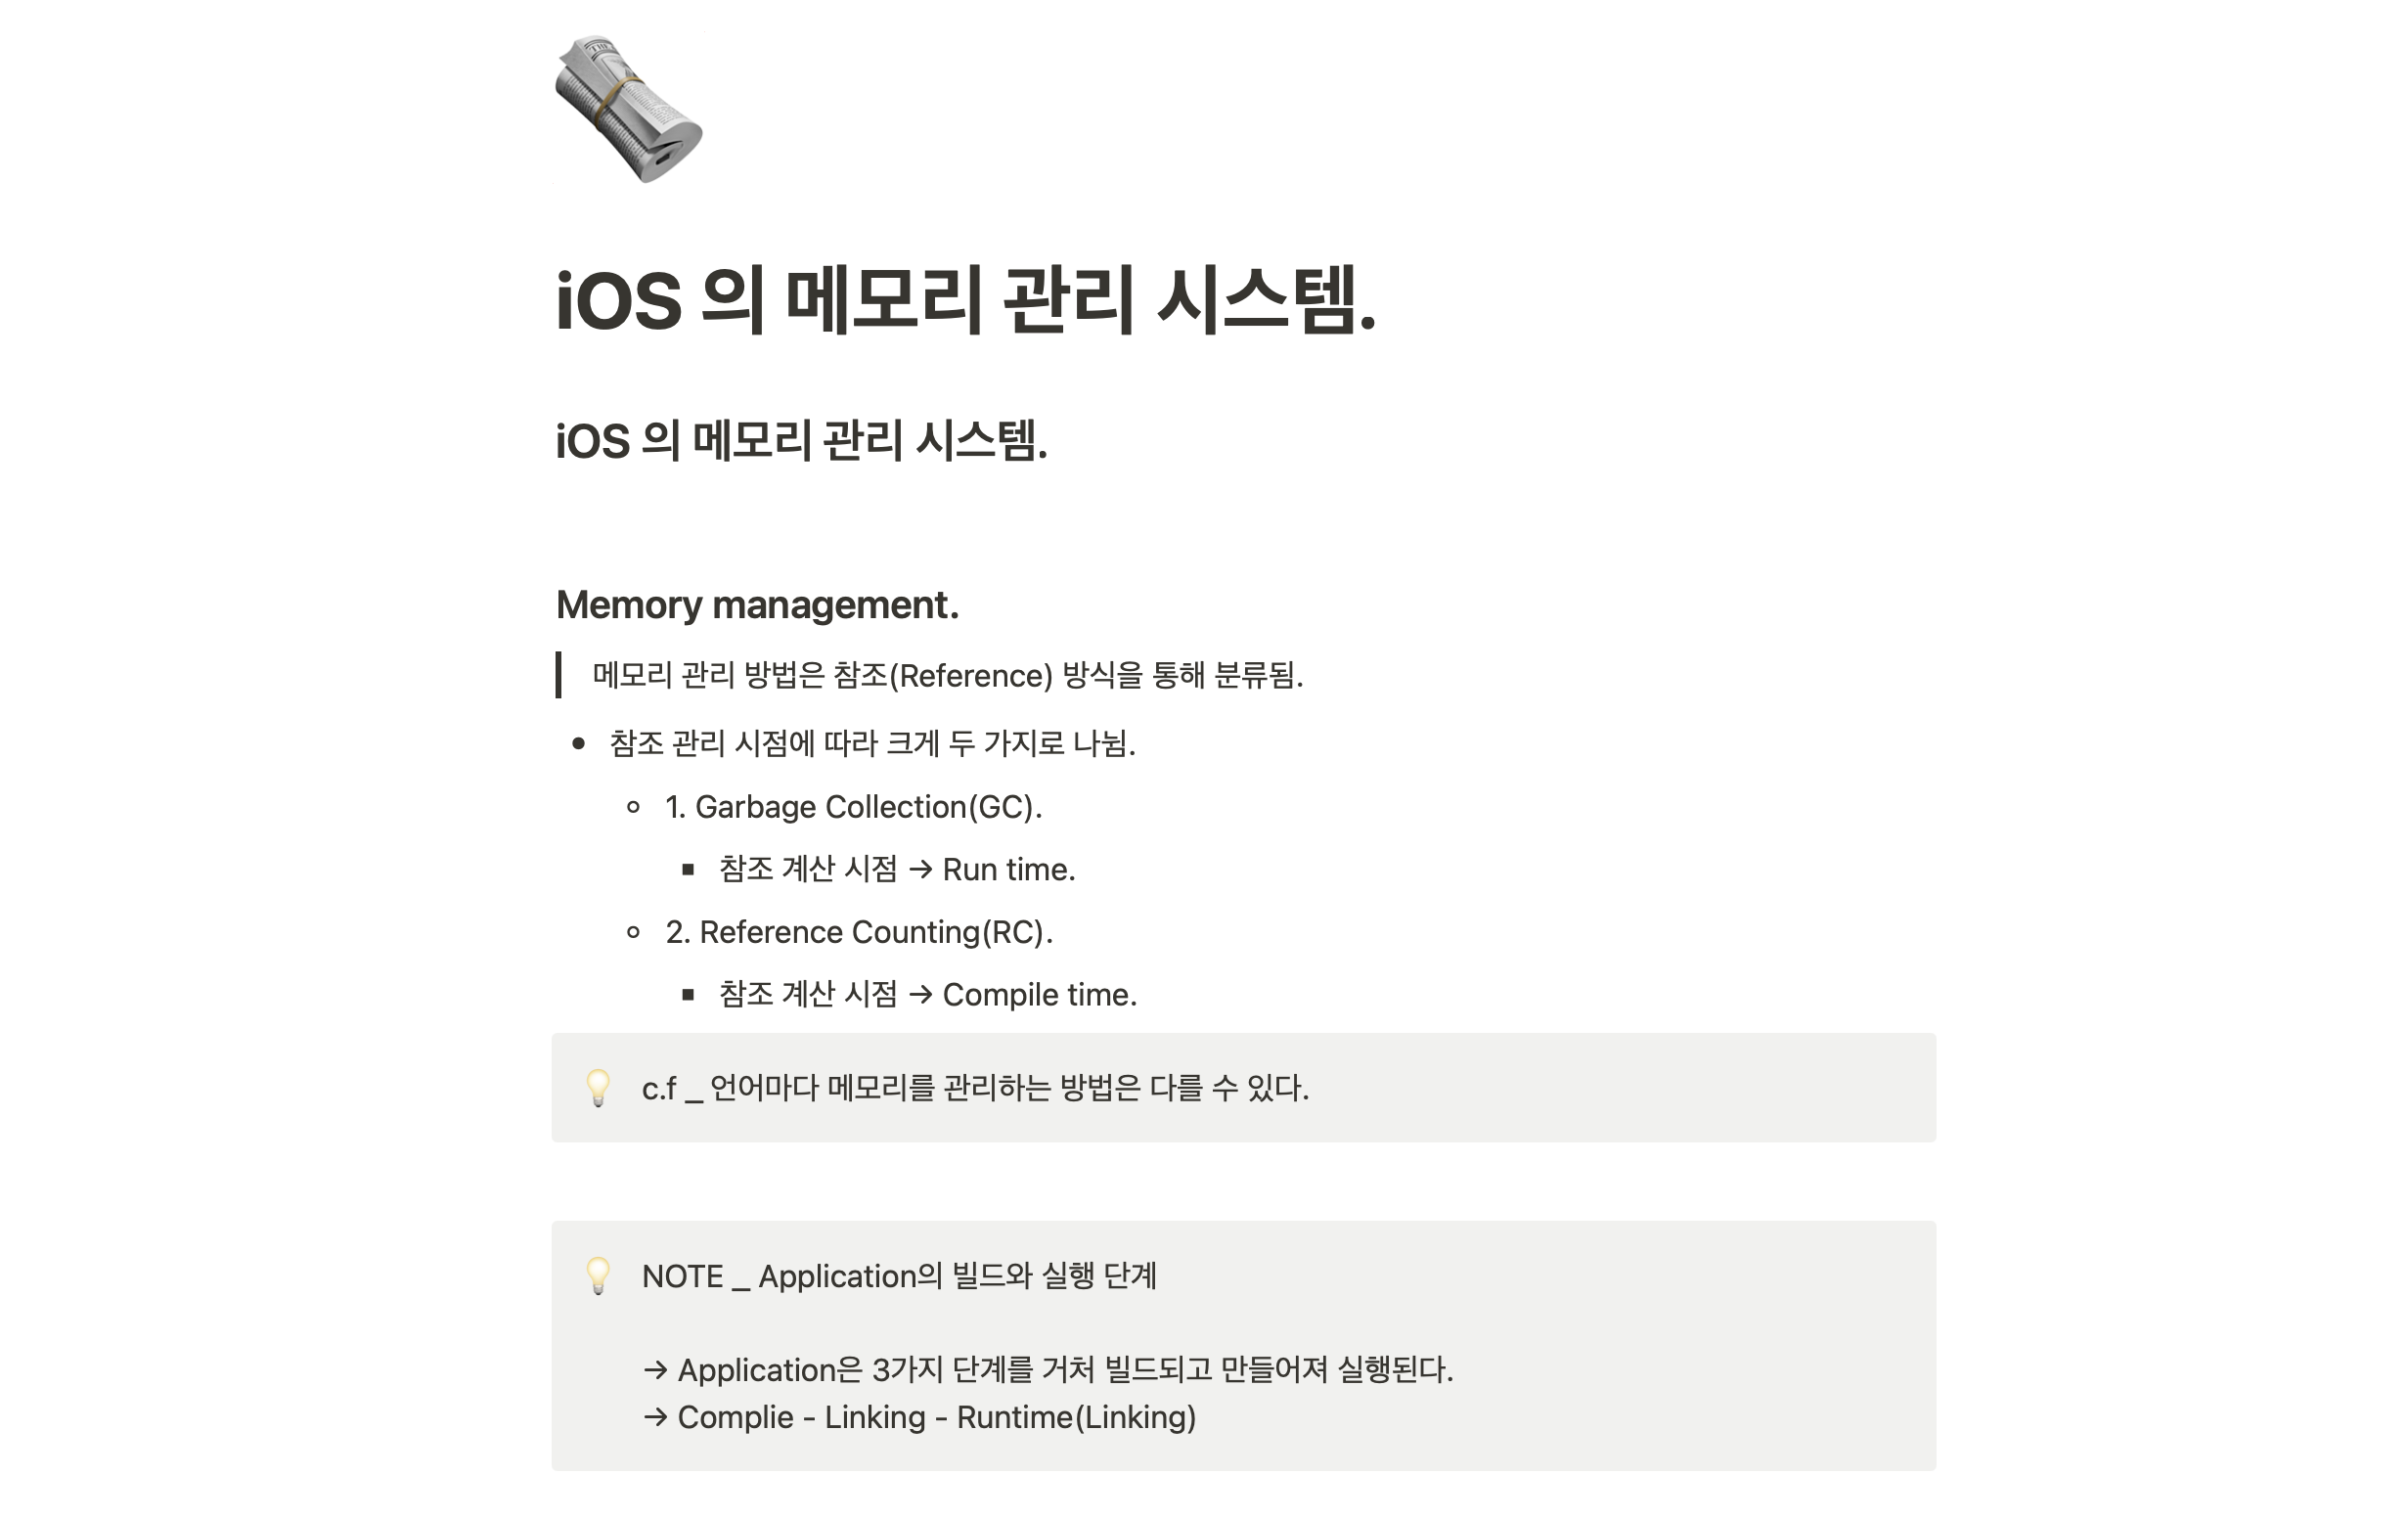 iOS 의 메모리 관리 시스템.
iOS 의 메모리 관리 시스템.
Memory management.
메모리 관리 방법은 참조(Reference) 방식을 통해 분류됨.
• 참조 관리 시점에 따라 크게 두 가지로 나뉨.
◦ 1. Garbage Collection(GC).
▪ 참조 계산 시점 → Run time.
◦ 2. Reference Counting(RC).
▪ 참조 계산 시점 → Compile time.
c.f _ 언어마다 메모리를 관리하는 방법은 다를 수 있다.
NOTE _ Application의 빌드와 실행 단계
→ Application은 3가지 단계를 거처 빌드되고 만들어져 실행된다.
→ Complie - Linking - Runtime(Linking)